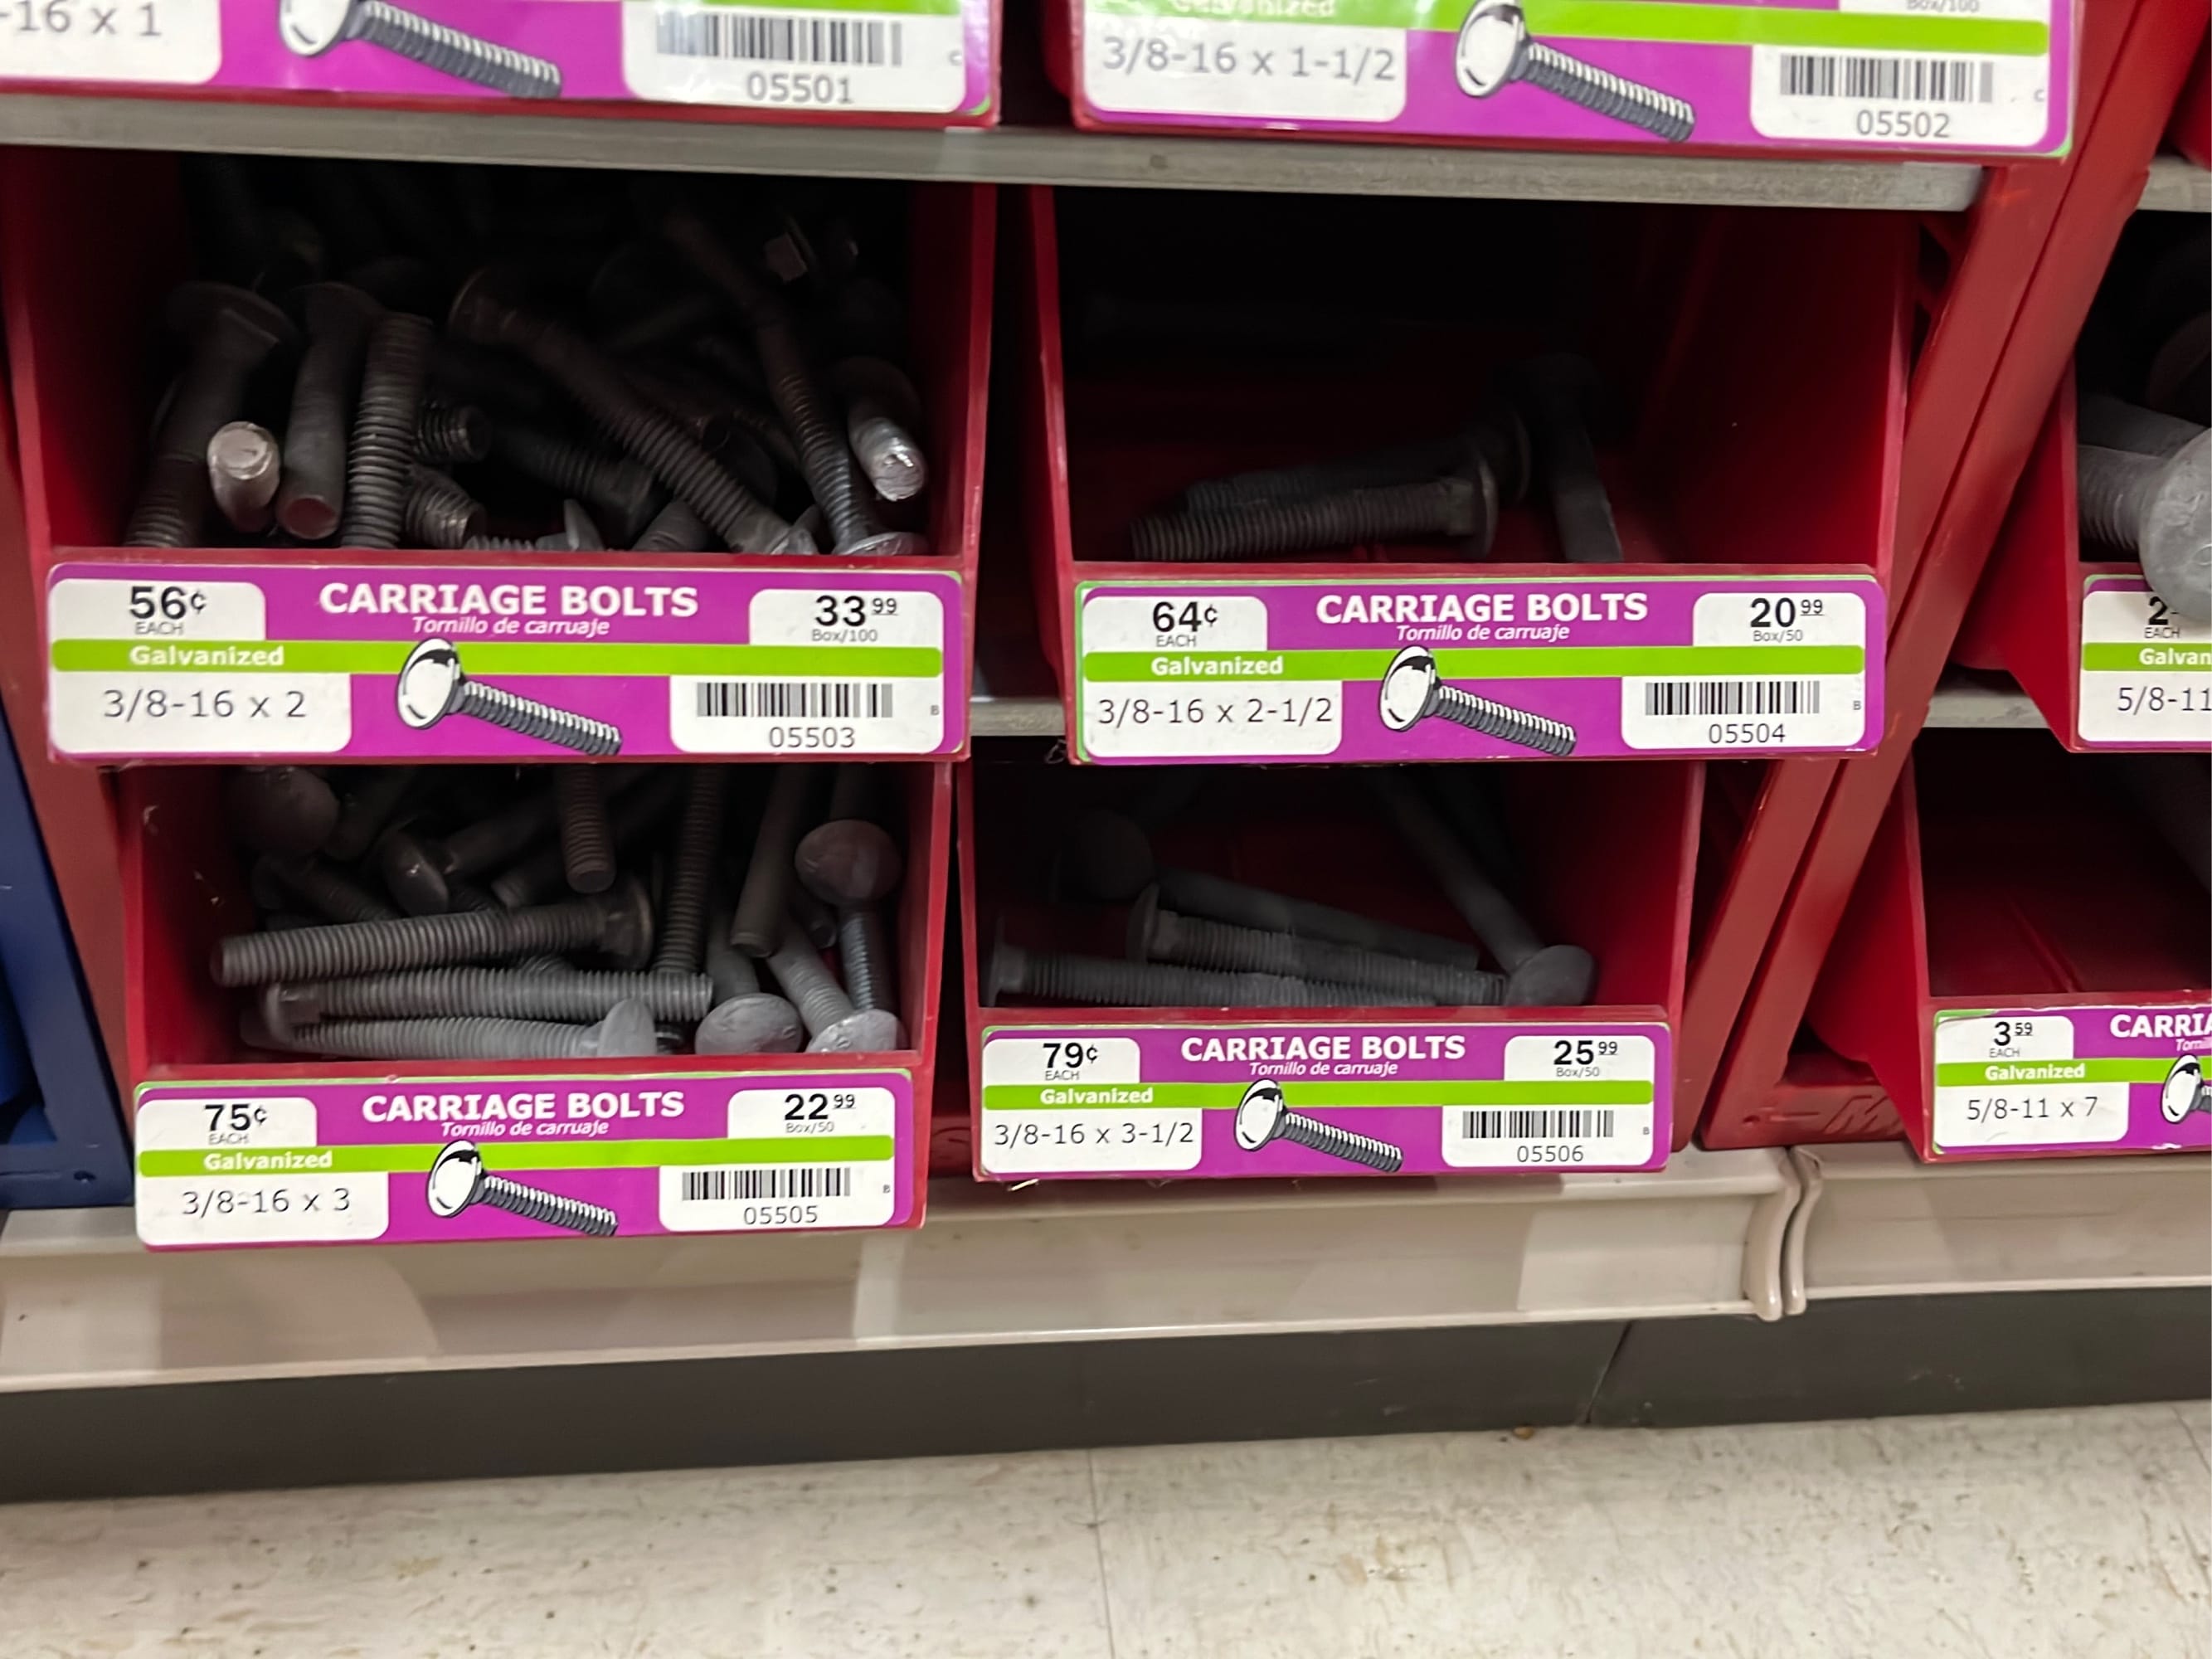 -16 x 1
05501
C
Galvanized
Box/100
3/8-16 x 1-1/2
05502
C
56¢ EACH
CARRIAGE BOLTS
Tornillo de carruaje
33 99
Box/100
Galvanized
3/8-16 x 2
05503
B
64¢ EACH
CARRIAGE BOLTS
Tornillo de carruaje
20 99
Box/50
Galvanized
3/8-16 x 2-1/2
05504
B
2
EACH
Galvan
5/8-11
75¢ EACH
CARRIAGE BOLTS
Tornillo de carruaje
22 99
Box/50
Galvanized
3/8-16 x 3
05505
B
79¢ EACH
CARRIAGE BOLTS
Tornillo de carruaje
25 99
Box/50
Galvanized
3/8-16 x 3-1/2
05506
B
3 59
EACH
CARRIA
Torni
Galvanized
5/8-11 x 7